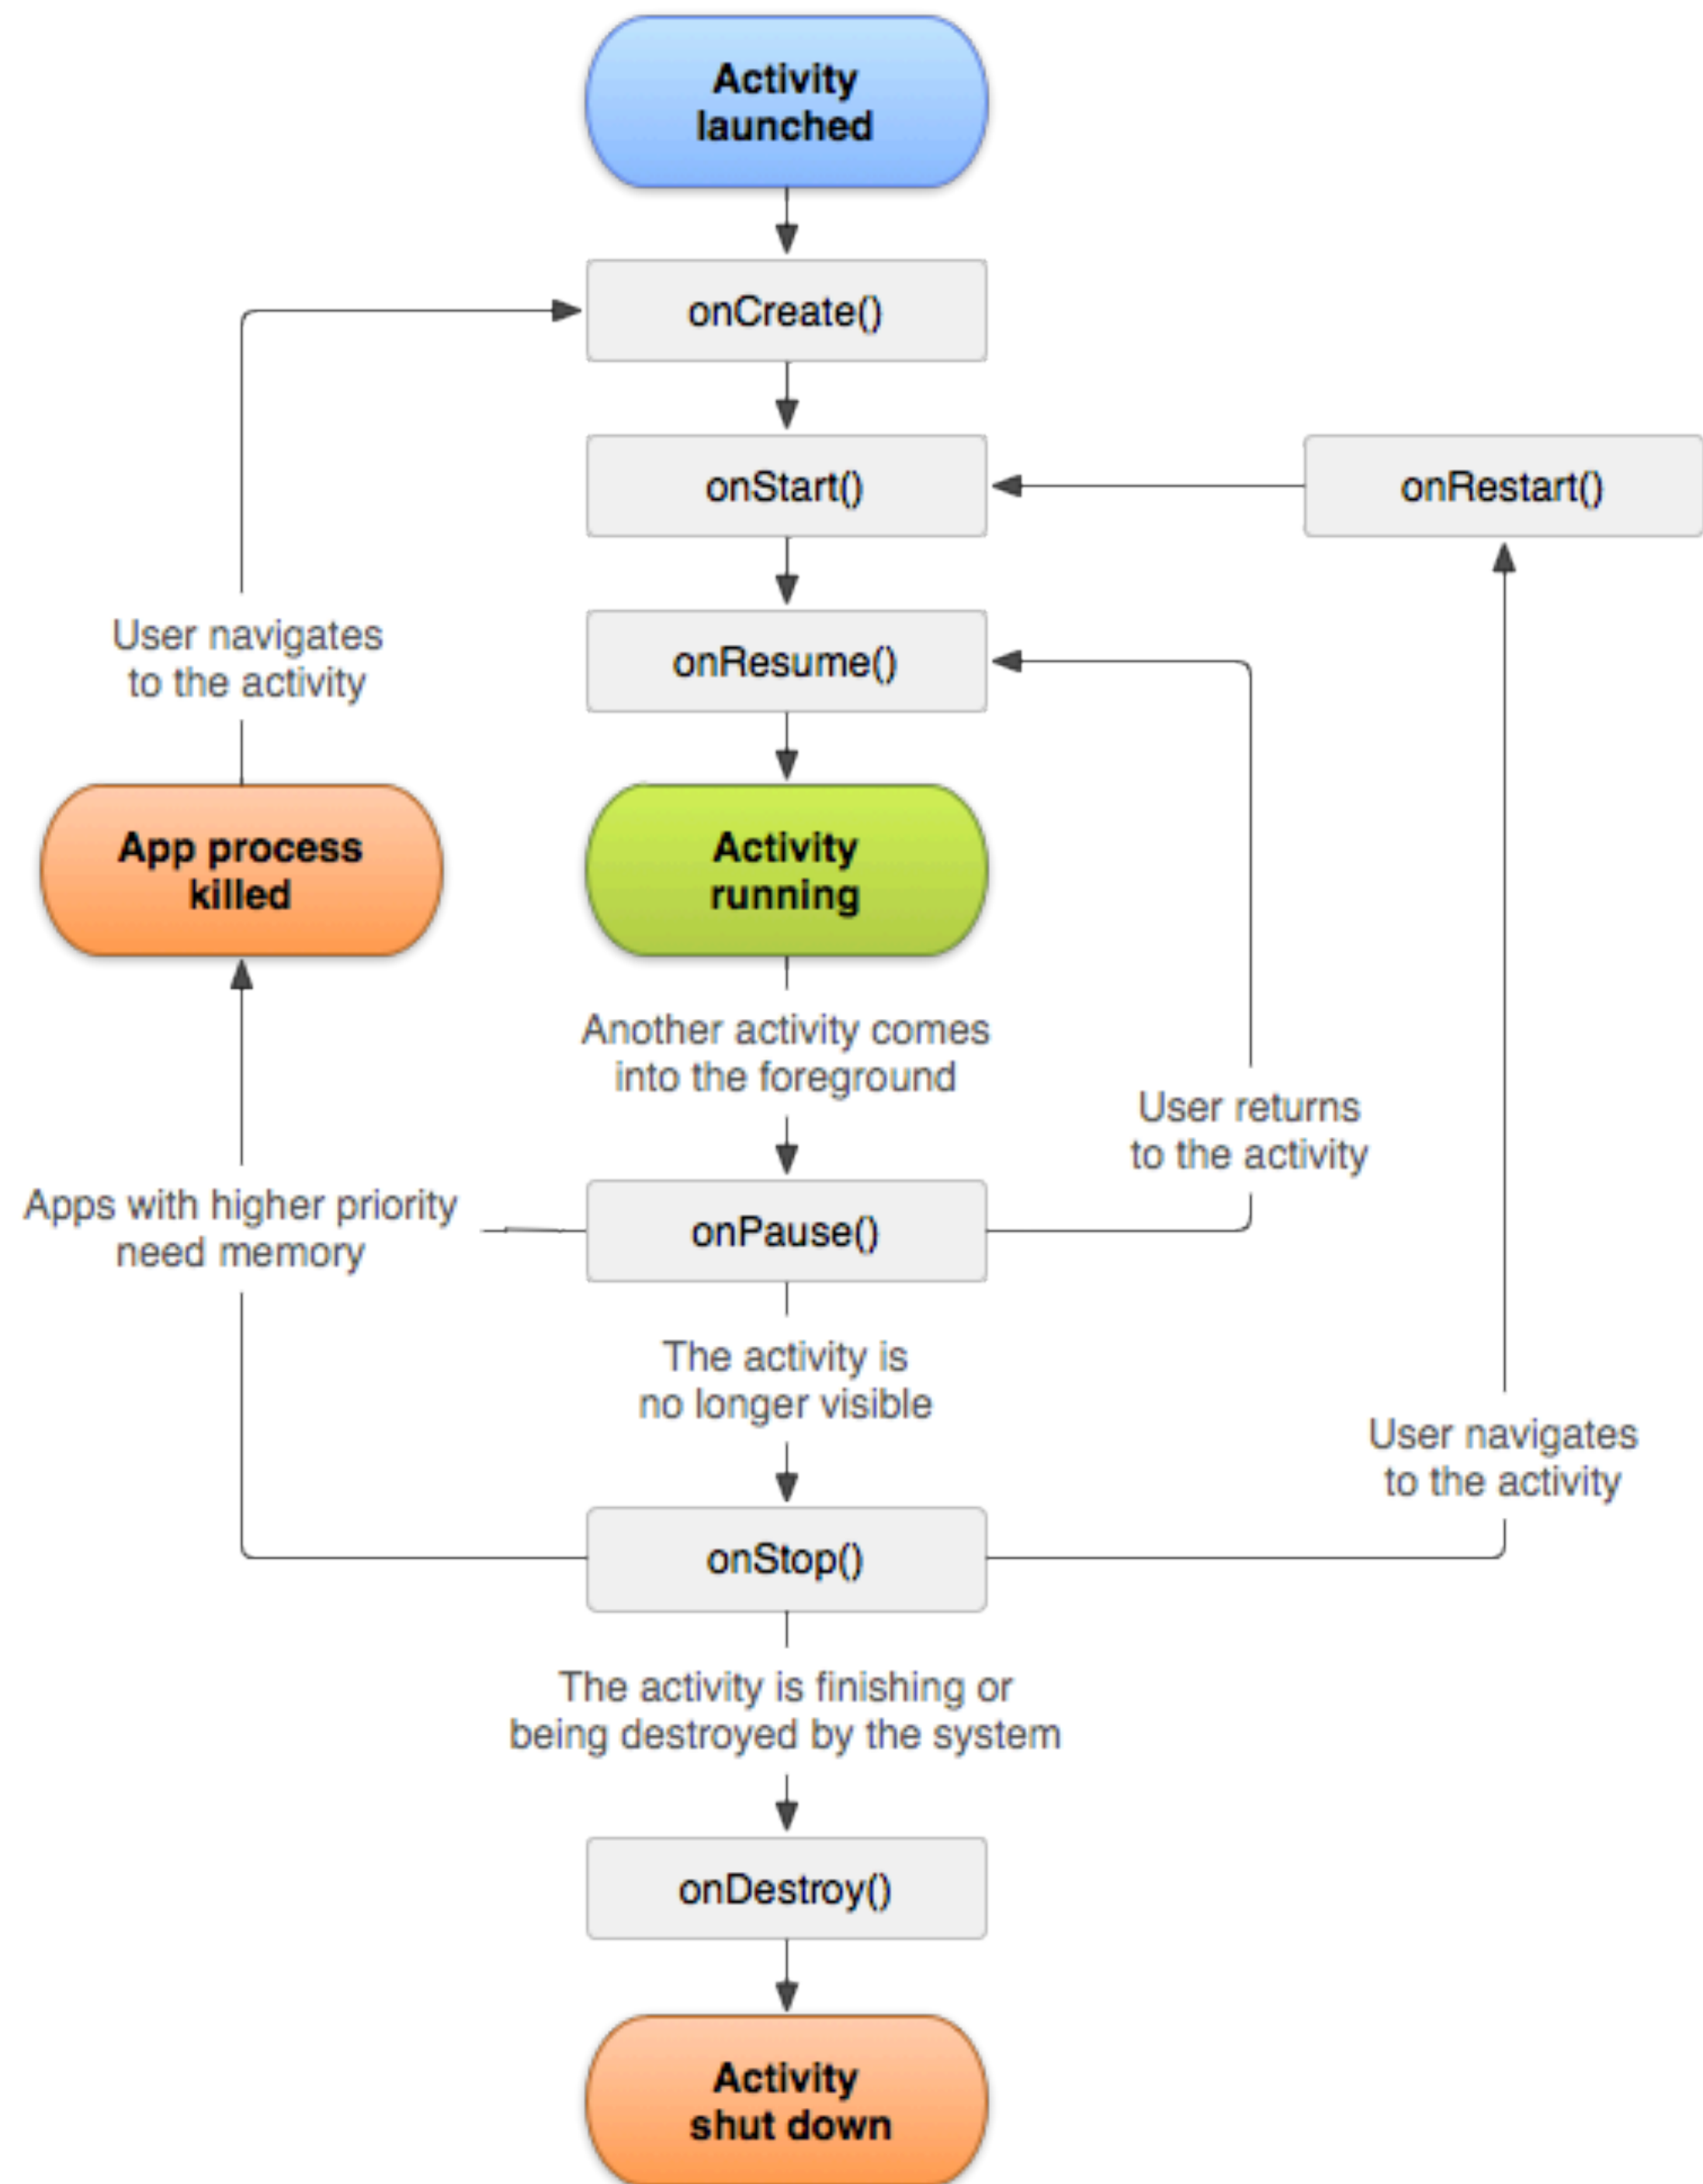 Activity
launched
onCreate()
onStart()
onRestart()
User navigates
to the activity
onResume()
App process
killed
Activity
running
Another activity comes
into the foreground
User returns
to the activity
Apps with higher priority
need memory
onPause()
The activity is
no longer visible
User navigates
to the activity
onStop()
The activity is finishing or
being destroyed by the system
onDestroy()
Activity
shut down